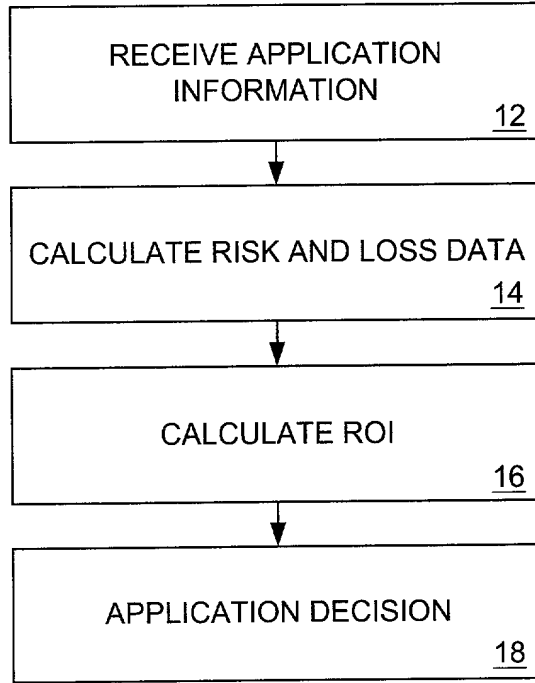 RECEIVE APPLICATION
INFORMATION
12
CALCULATE RISK AND LOSS DATA
14
CALCULATE ROI
16
APPLICATION DECISION
18